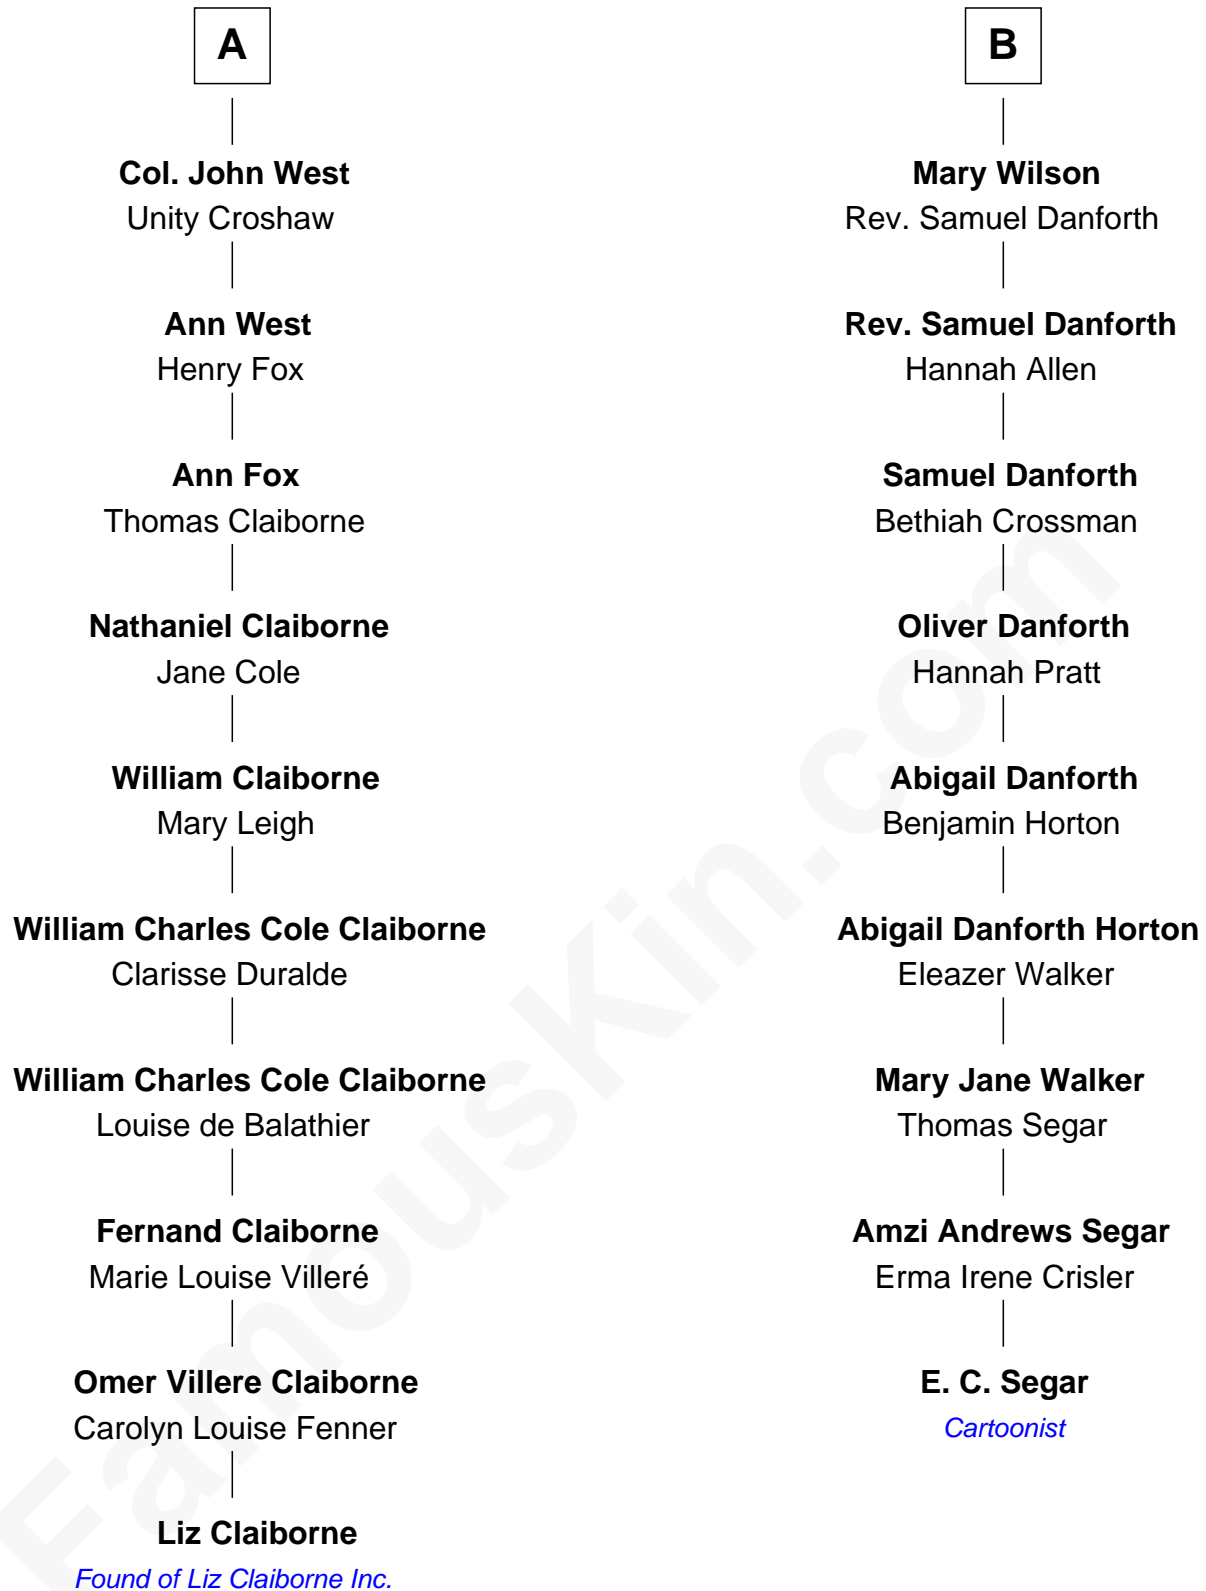 A
Col. John West
Unity Croshaw
Ann West
Henry Fox
Ann Fox
Thomas Claiborne
Nathaniel Claiborne
Jane Cole
William Claiborne
Mary Leigh
William Charles Cole Claiborne
Clarisse Duralde
William Charles Cole Claiborne
Louise de Balathier
Fernand Claiborne
Marie Louise Villeré
Omer Villere Claiborne
Carolyn Louise Fenner
Liz Claiborne
Found of Liz Claiborne Inc.
B
Mary Wilson
Rev. Samuel Danforth
Rev. Samuel Danforth
Hannah Allen
Samuel Danforth
Bethiah Crossman
Oliver Danforth
Hannah Pratt
Abigail Danforth
Benjamin Horton
Abigail Danforth Horton
Eleazer Walker
Mary Jane Walker
Thomas Segar
Amzi Andrews Segar
Erma Irene Crisler
E. C. Segar
Cartoonist
FamousKin.com